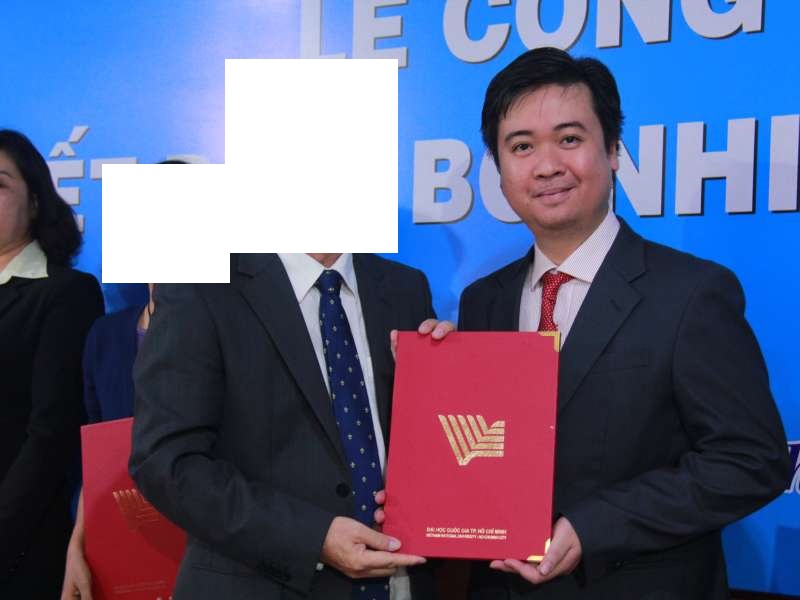 LỄ CÔNG
ẾT
BỔ NHI
ĐẠI HỌC QUỐC GIA TP. HỒ CHÍ MINH
VIETNAM NATIONAL UNIVERSITY - HO CHI MINH CITY